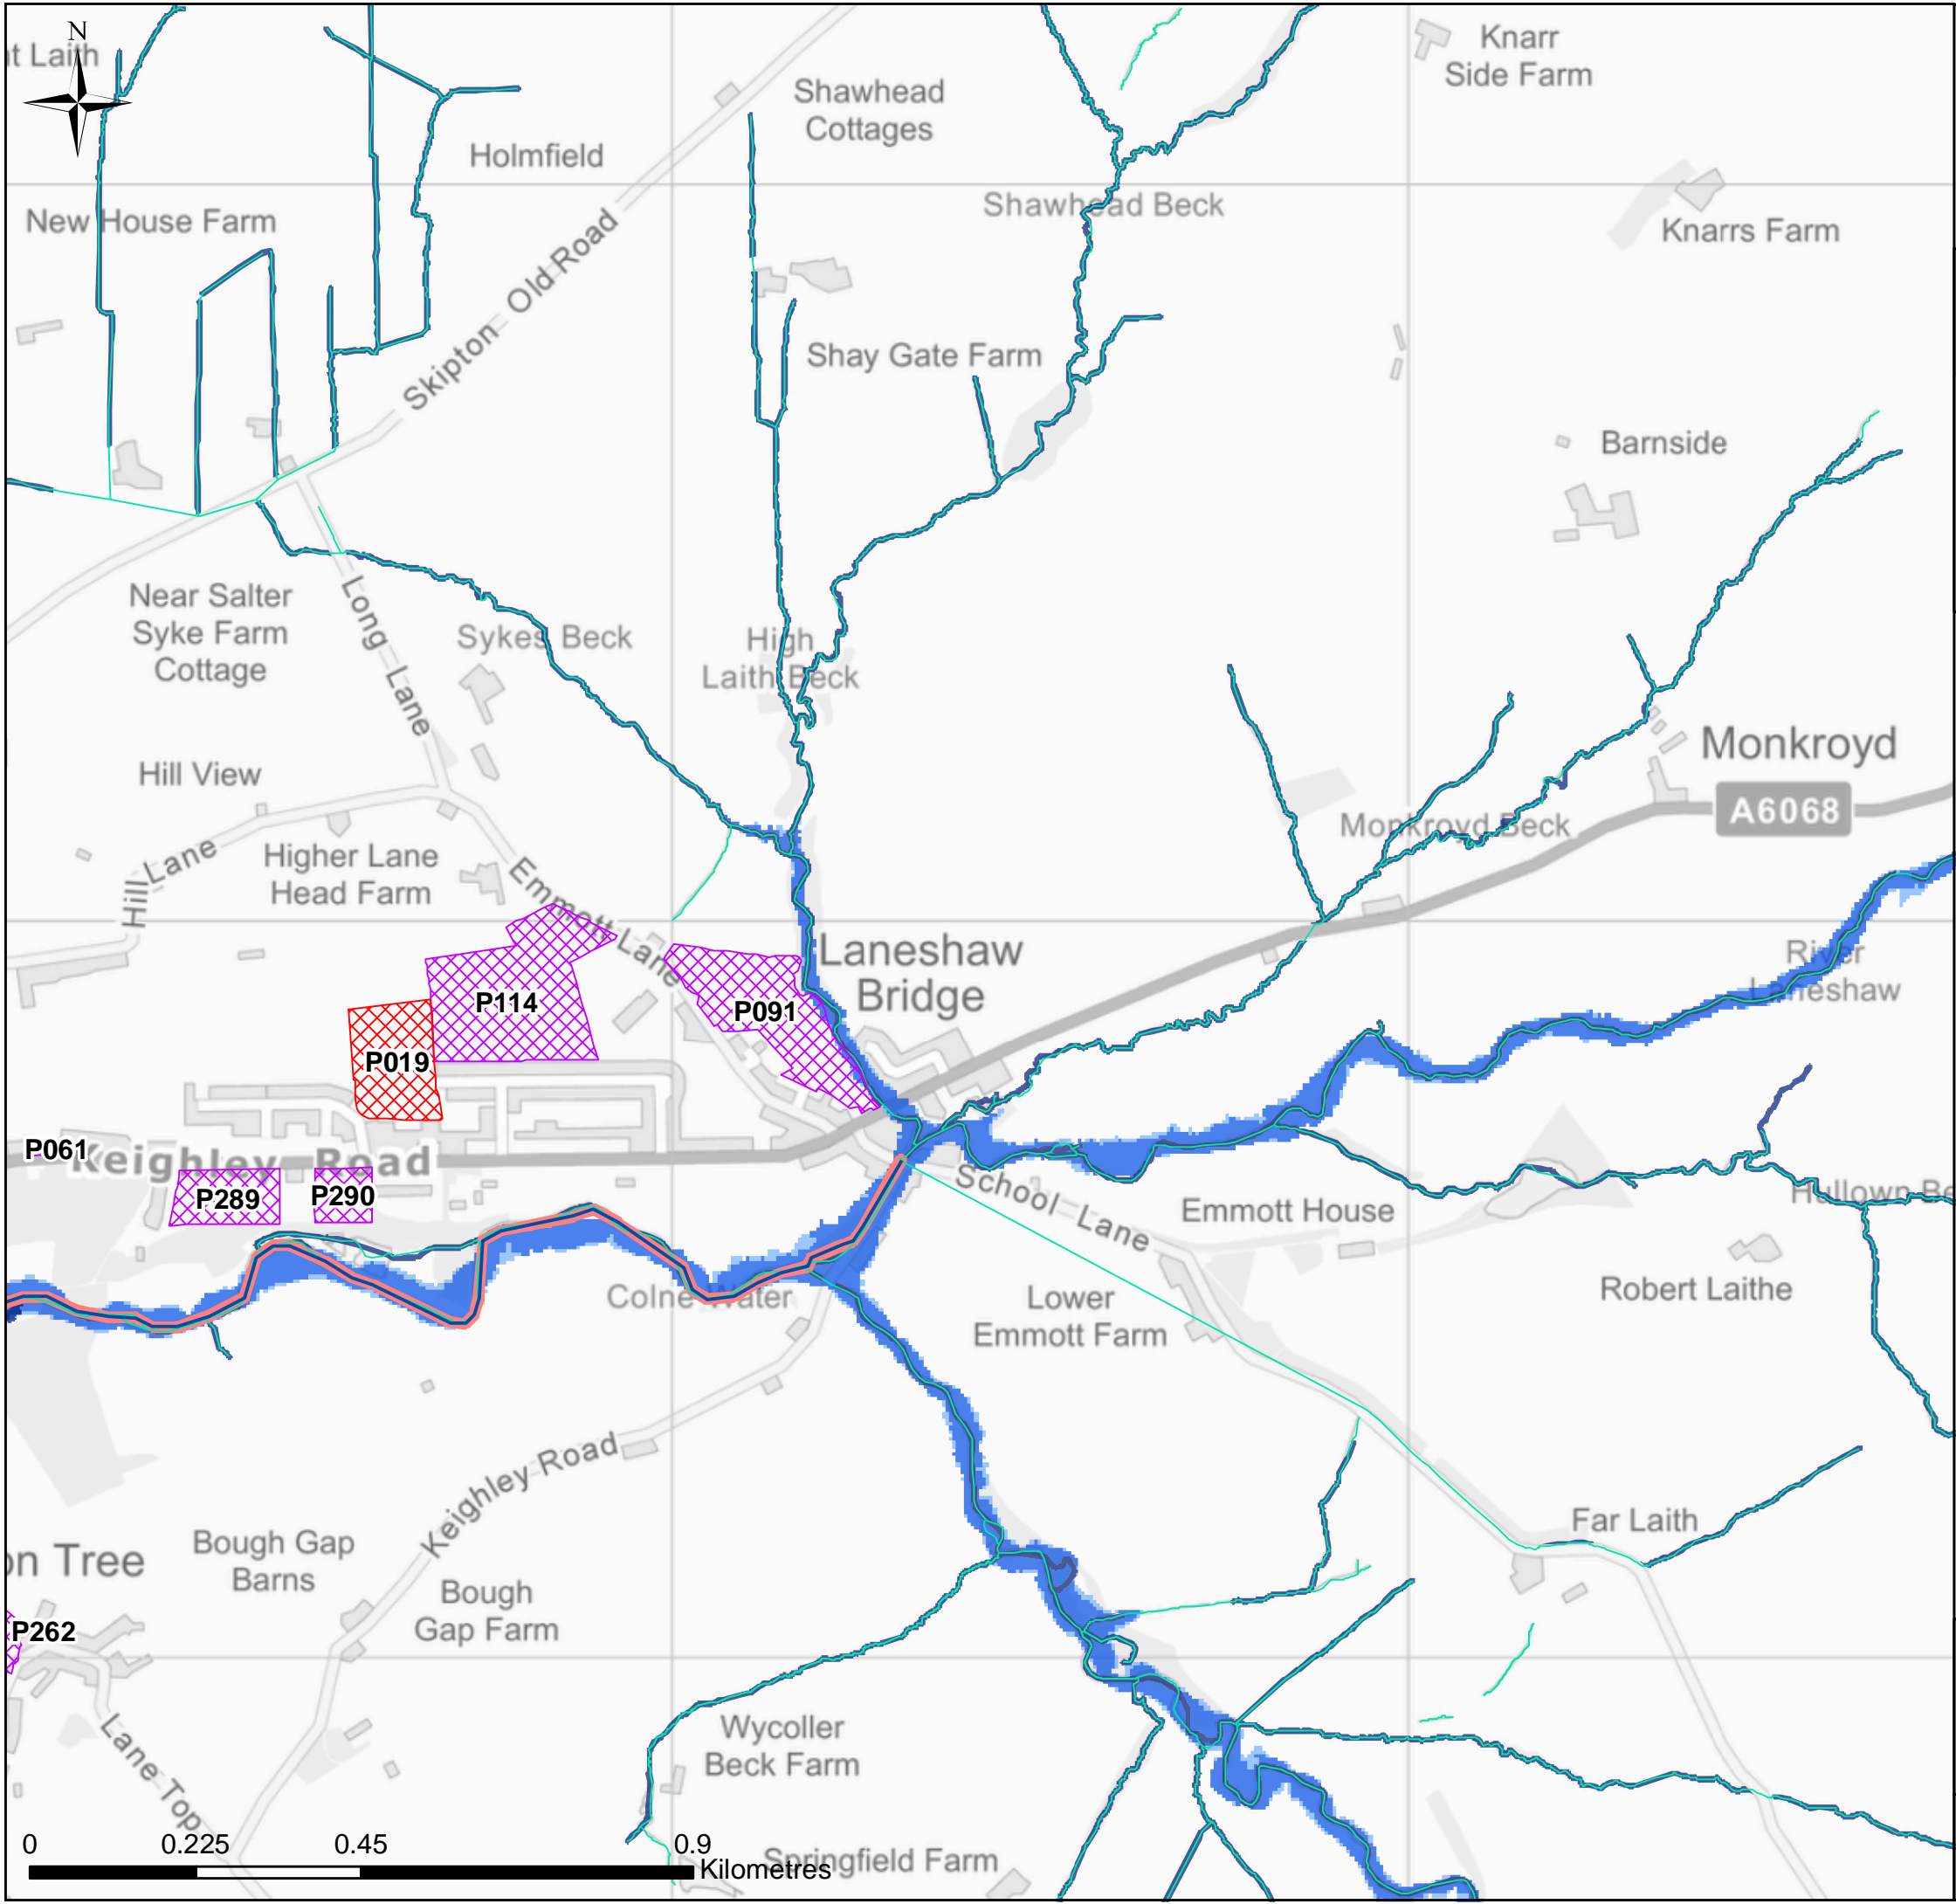 N
nt Laith
Knarr
Side Farm
Shawhead
Cottages
Holmfield
Shawhead Beck
New House Farm
Knarrs Farm
Skipton Old Road
Shay Gate Farm
Barnside
Near Salter
Syke Farm
Cottage
Long Lane
Sykes Beck
High
Laith Beck
Monkroyd
A6068
Hill View
Monkroyd Beck
Hill Lane
Higher Lane
Head Farm
Emmott Lane
Laneshaw
Bridge
River
Laneshaw
P114
P091
P019
P061
Keighley Road
P289
P290
School Lane
Emmott House
Hullown Be
Colne Water
Lower
Emmott Farm
Robert Laithe
Keighley Road
Far Laith
on Tree
Bough Gap
Barns
Bough
Gap Farm
P262
Lane Top
Wycoller
Beck Farm
Springfield Farm
0 0.225 0.45 0.9
Kilometres